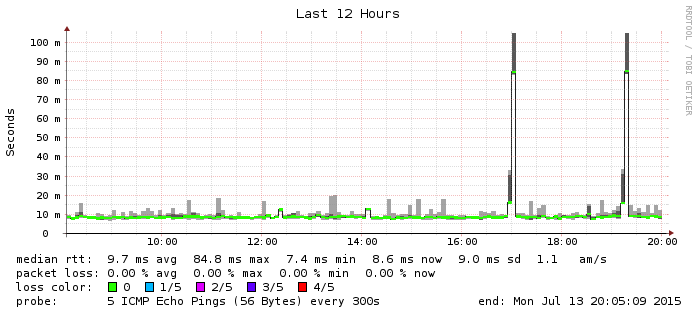 Last 12 Hours
RRDTOOL / TOBI OETIKER
Seconds
100 m
90 m
80 m
70 m
60 m
50 m
40 m
30 m
20 m
10 m
0
10:00 12:00 14:00 16:00 18:00 20:00
median rtt: 9.7 ms avg 84.8 ms max 7.4 ms min 8.6 ms now 9.0 ms sd 1.1 am/s
packet loss: 0.00 % avg 0.00 % max 0.00 % min 0.00 % now
loss color: 0 1/5 2/5 3/5 4/5
probe: 5 ICMP Echo Pings (56 Bytes) every 300s end: Mon Jul 13 20:05:09 2015